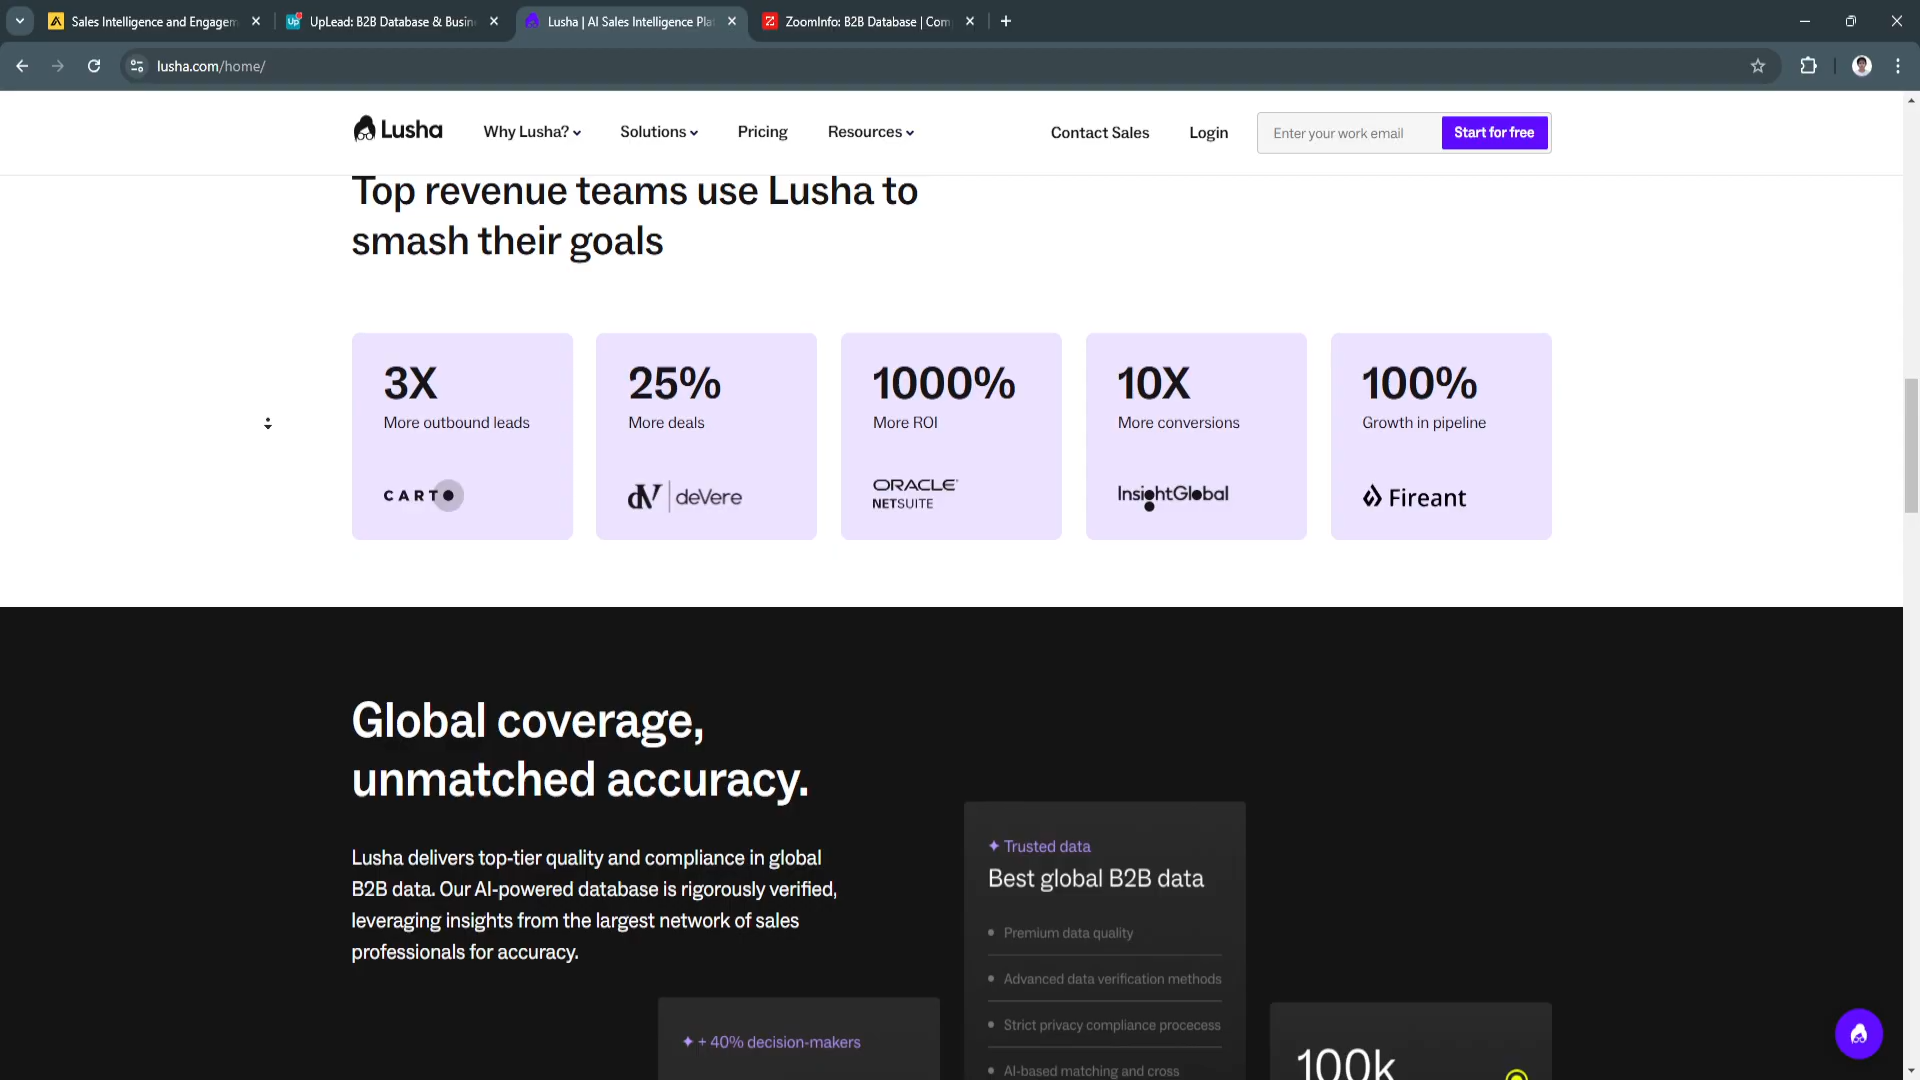 Sales Intelligence and Engagem
UpLead: B2B Database & Busin
Lusha | AI Sales Intelligence Pla
ZoomInfo: B2B Database | Com
lusha.com/home/
Lusha
Why Lusha?
Solutions
Pricing
Resources
Contact Sales
Login
Enter your work email
Start for free
Top revenue teams use Lusha to
smash their goals
3X
More outbound leads
CARTO
25%
More deals
dV deVere
1000%
More ROI
ORACLE
NETSUITE
10X
More conversions
InsightGlobal
100%
Growth in pipeline
Fireant
Global coverage,
unmatched accuracy.
Lusha delivers top-tier quality and compliance in global
B2B data. Our AI-powered database is rigorously verified,
leveraging insights from the largest network of sales
professionals for accuracy.
Trusted data
Best global B2B data
Premium data quality
Advanced data verification methods
Strict privacy compliance procecess
AI-based matching and cross
+ 40% decision-makers
100k